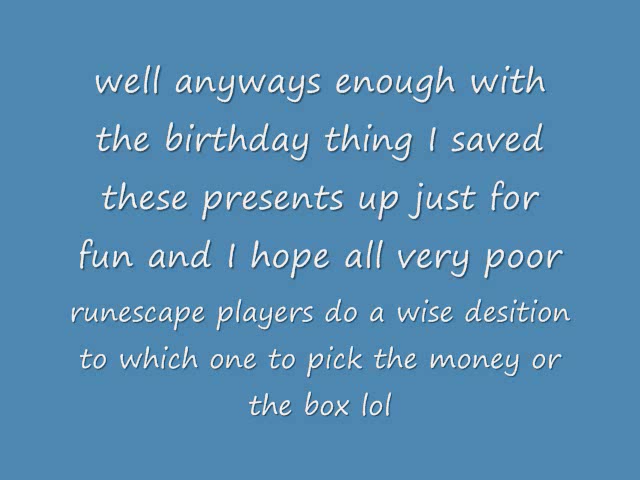 well anyways enough with
the birthday thing I saved
these presents up just for
fun and I hope all very poor
runescape players do a wise desition
to which one to pick the money or
the box lol